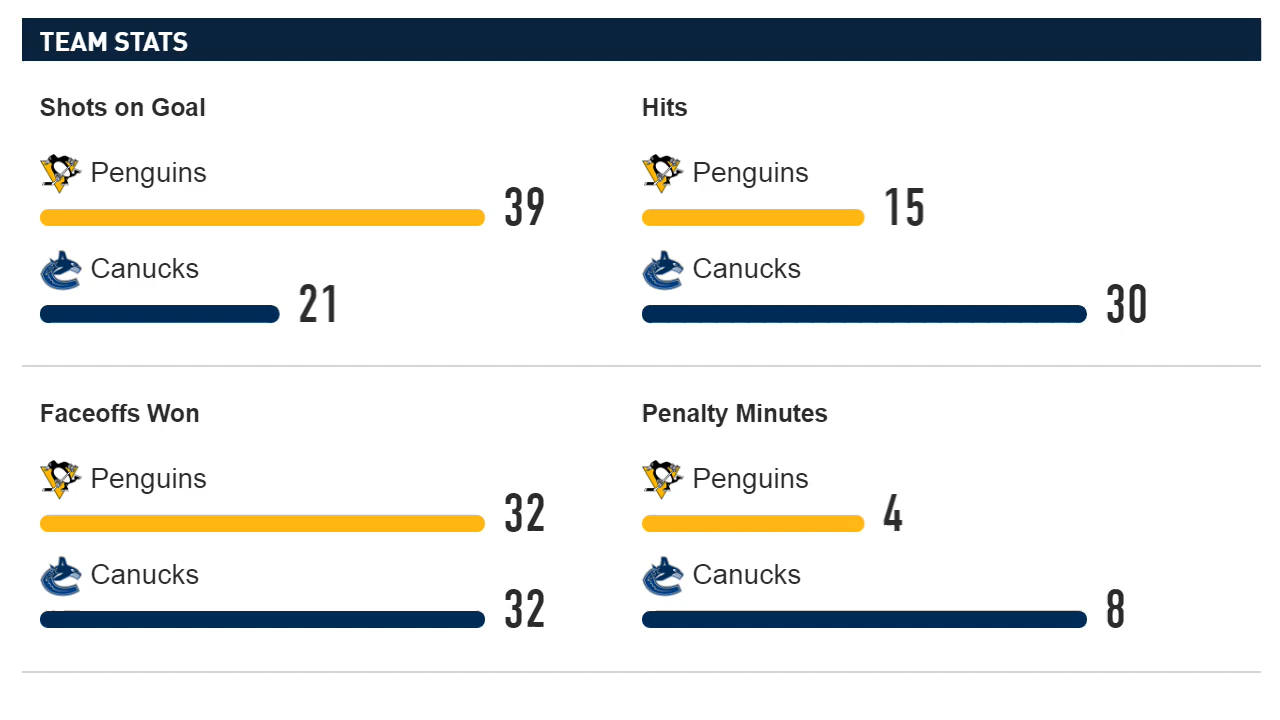 TEAM STATS
Shots on Goal
Penguins
39
Canucks
21
Hits
Penguins
15
Canucks
30
Faceoffs Won
Penguins
32
Canucks
32
Penalty Minutes
Penguins
4
Canucks
8